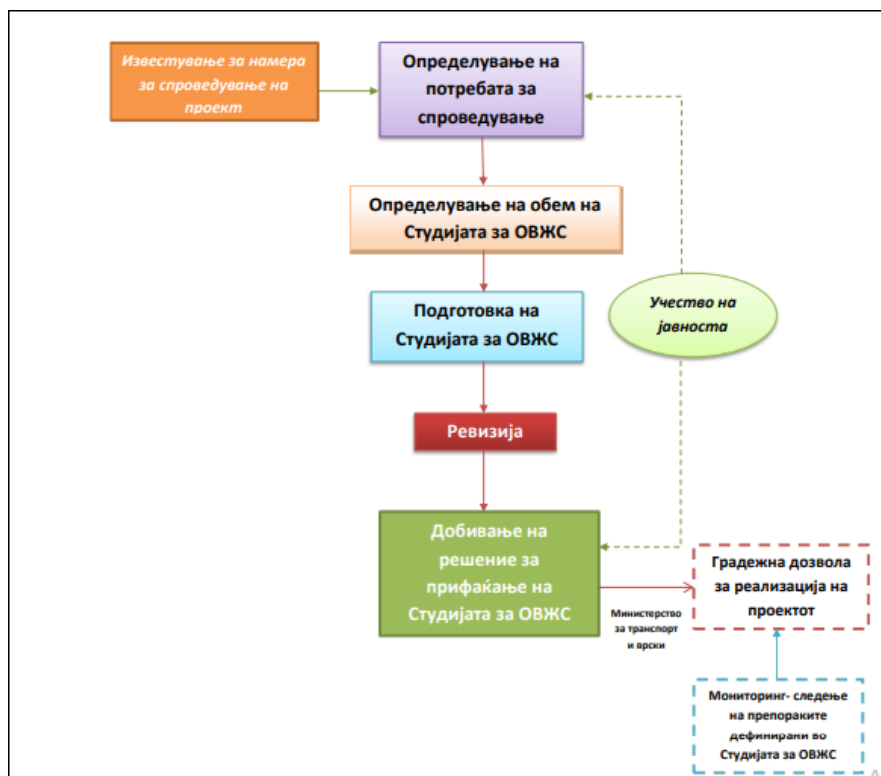 Известување за намера
за спроведување на
проект
Определување на
потребата за
спроведување
Определување на обем на
Студијата за ОВЖС
Подготовка на
Студијата за ОВЖС
Учество на
јавноста
Ревизија
Добивање на
решение за
прифаќање на
Студијата за ОВЖС
Министерство
за транспорт
и врски
Градежна дозвола
за реализација на
проектот
Мониторинг- следење
на препораките
дефинирани во
Студијата за ОВЖС